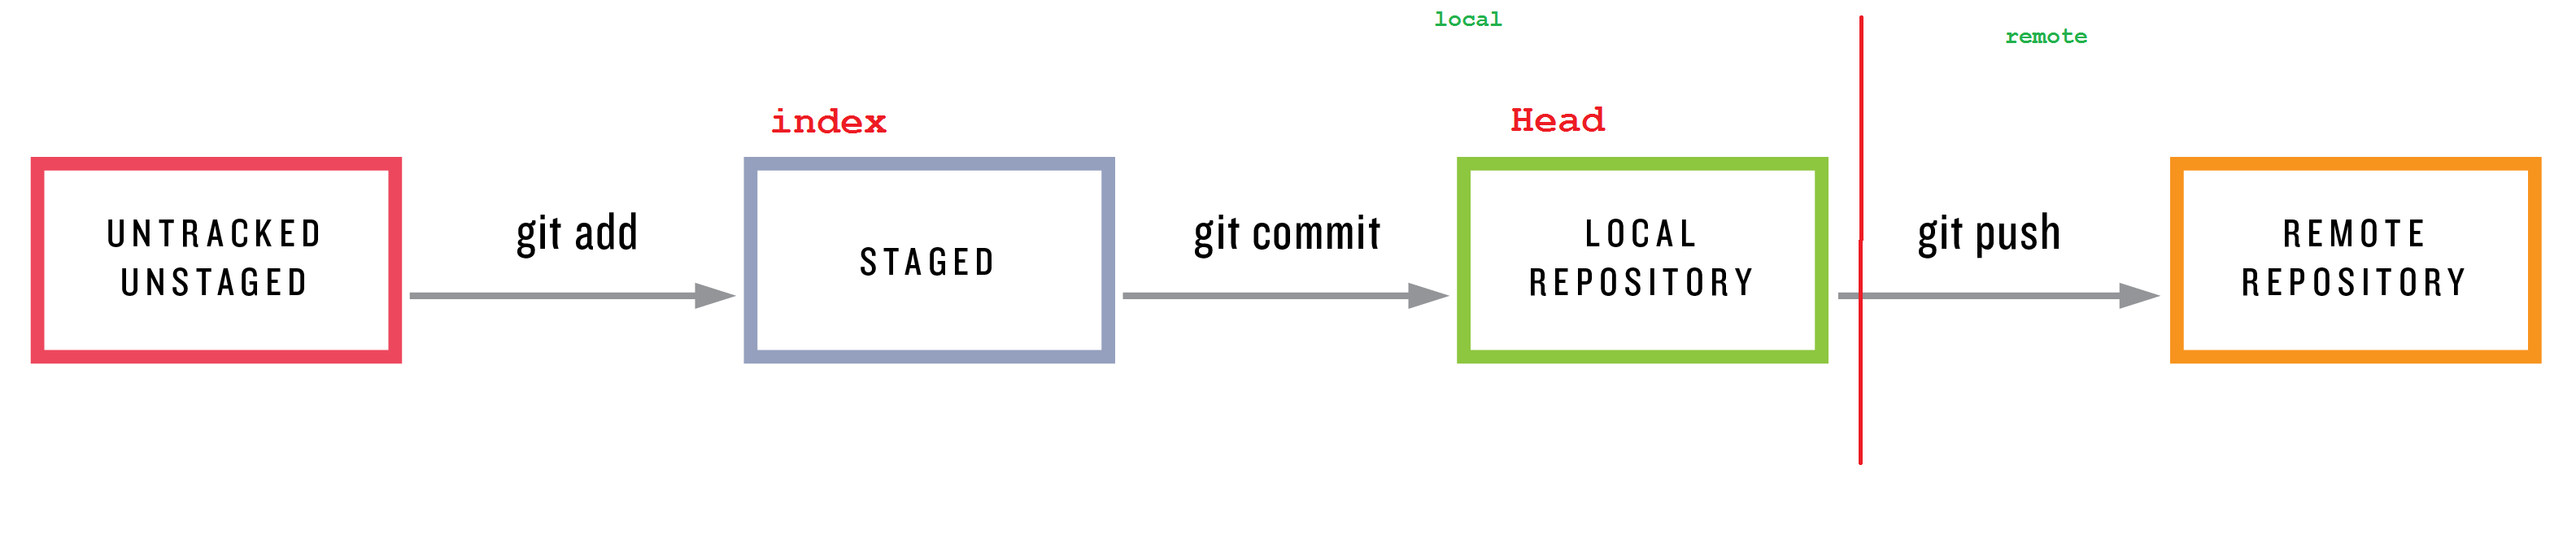 local
remote
index
Head
UNTRACKED
UNSTAGED
git add
STAGED
git commit
LOCAL
REPOSITORY
git push
REMOTE
REPOSITORY